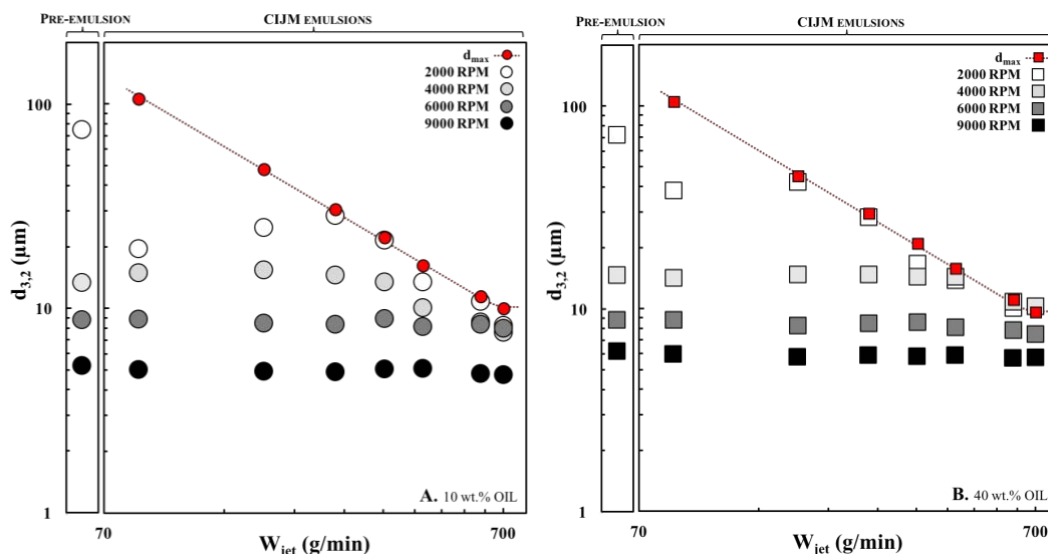 PRE-EMULSION CIJM EMULSIONS
d3,2 (μm)
100
10
1
dmax
2000 RPM
4000 RPM
6000 RPM
9000 RPM
A. 10 wt.% OIL
70 700
Wjet (g/min)
PRE-EMULSION CIJM EMULSIONS
d3,2 (μm)
100
10
1
dmax
2000 RPM
4000 RPM
6000 RPM
9000 RPM
B. 40 wt.% OIL
70 700
Wjet (g/min)